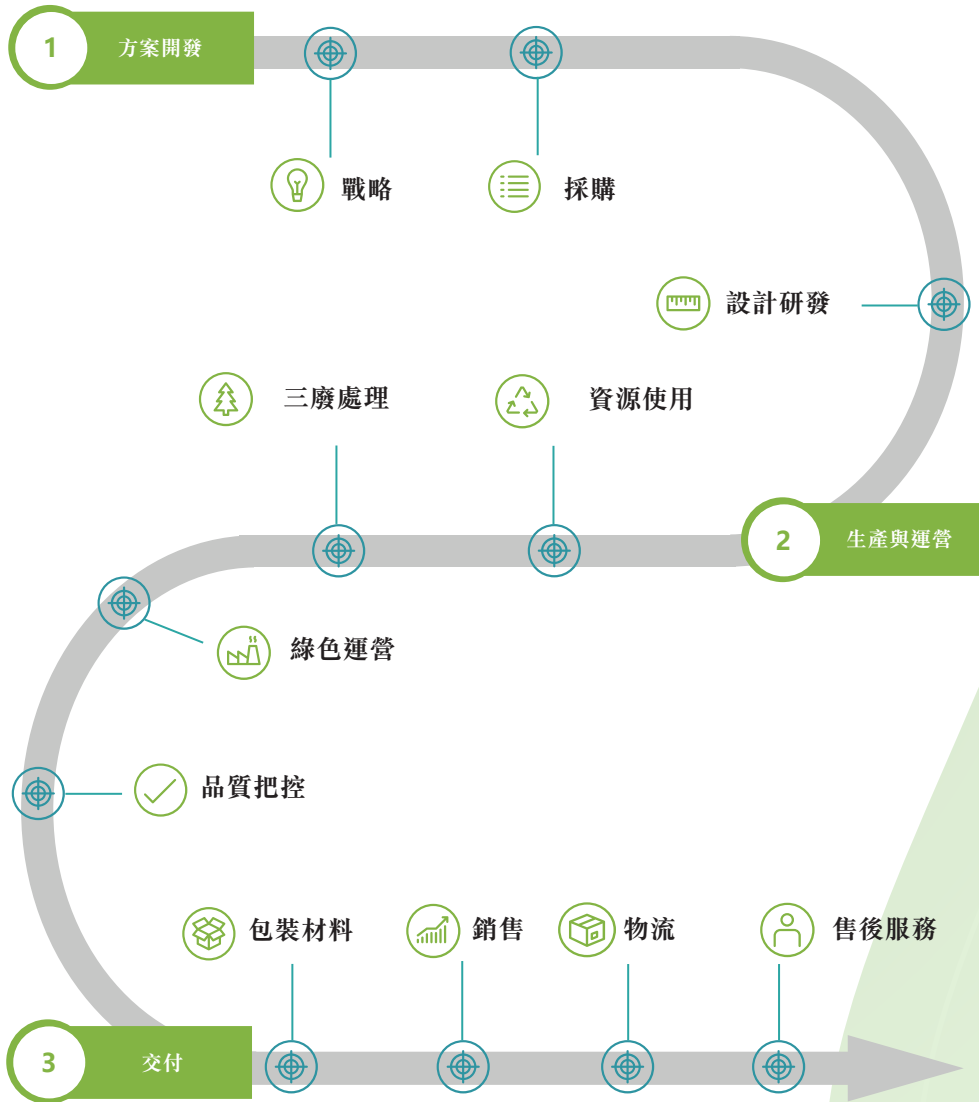 1 方案開發
戰略
採購
設計研發
2 生產與運營
資源使用
三廢處理
綠色運營
品質把控
3 交付
包裝材料
銷售
物流
售後服務